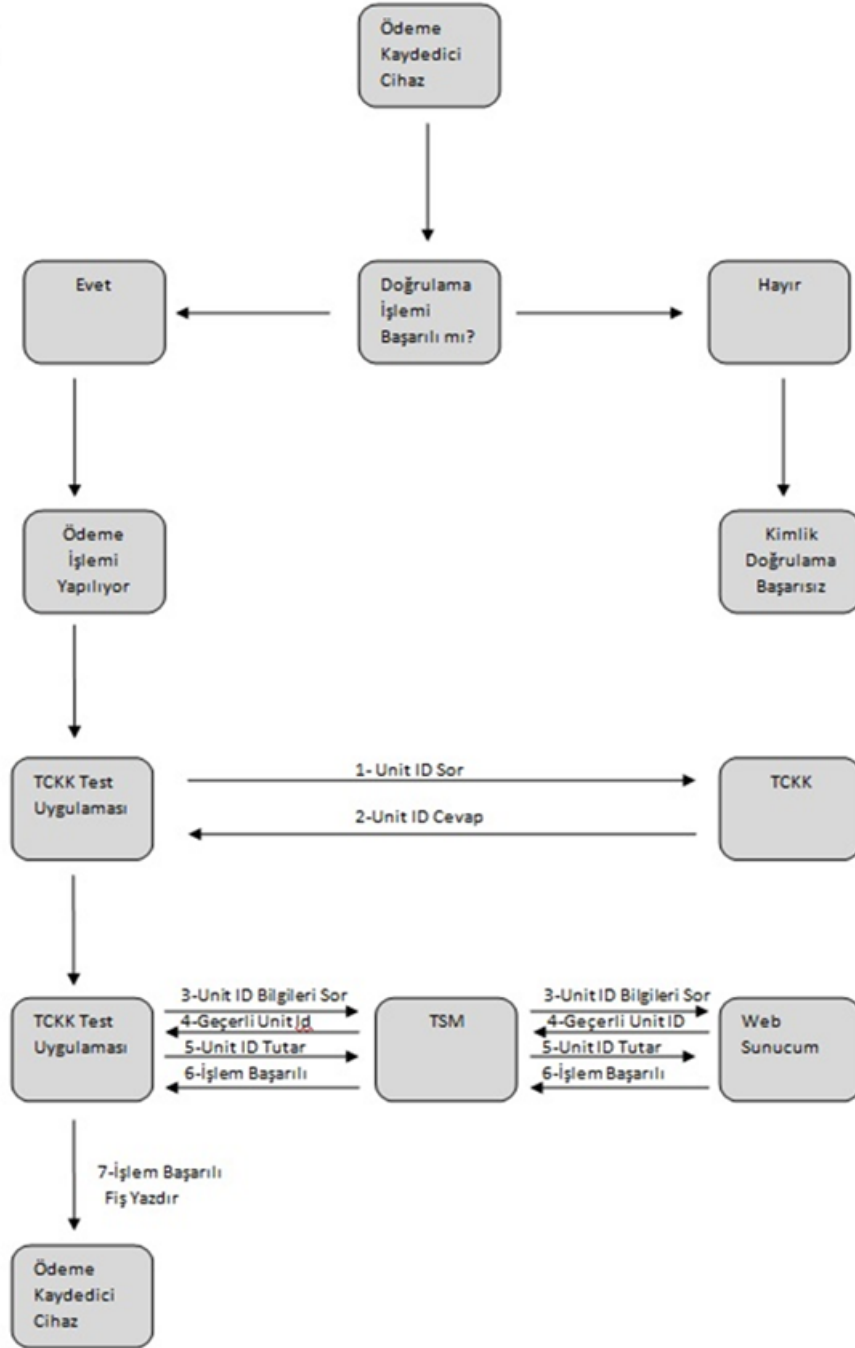 Ödeme
Kaydedici
Cihaz
Evet
Doğrulama
İşlemi
Başarılı mı?
Hayır
Ödeme
İşlemi
Yapılıyor
Kimlik
Doğrulama
Başarısız
TCKK Test
Uygulaması
1- Unit ID Sor
2-Unit ID Cevap
TCKK
TCKK Test
Uygulaması
3-Unit ID Bilgileri Sor
4-Geçerli Unit Id
5-Unit ID Tutar
6-İşlem Başarılı
TSM
3-Unit ID Bilgileri Sor
4-Geçerli Unit ID
5-Unit ID Tutar
6-İşlem Başarılı
Web
Sunucum
7-İşlem Başarılı
Fiş Yazdır
Ödeme
Kaydedici
Cihaz